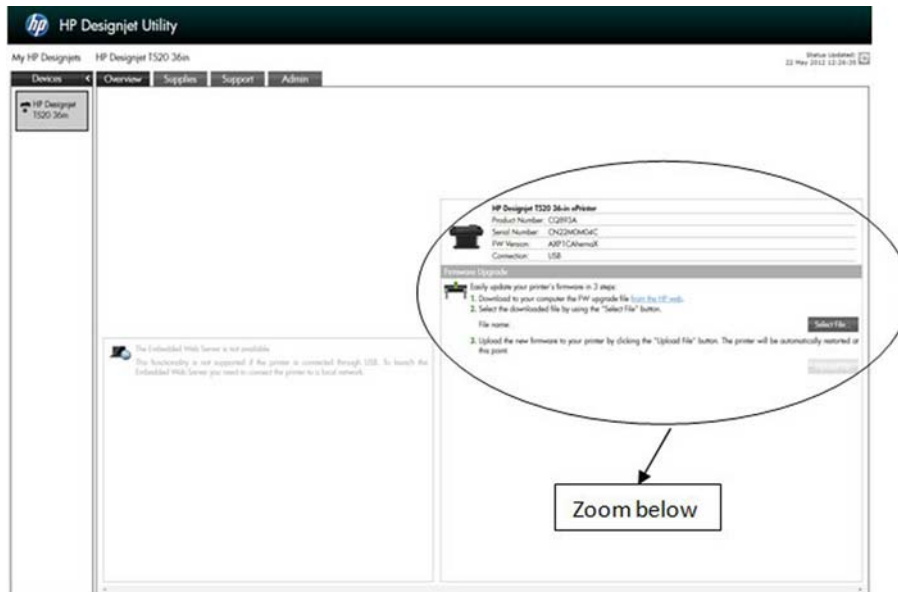 hp HP Designjet Utility
My HP Designjets HP Designjet T520 36in
Status Updated:
22 May 2012 12:26:35
Devices Overview Supplies Support Admin
HP Designjet
T520 36in
HP Designjet T520 36-in ePrinter
Product Number: CQ893A
Serial Number:
FW Version:
Connection: USB
Firmware Upgrade
Easily update your printer's firmware in 3 steps:
1. Download to your computer the FW upgrade file from the HP web.
2. Select the downloaded file by using the "Select File" button.
File name: Select File...
3. Upload the new firmware to your printer by clicking the "Upload File" button. The printer will be automatically restarted at
this point.
The Embedded Web Server is not available
This functionality is not supported if the printer is connected through USB. To launch the
Embedded Web Server you need to connect the printer to a local network.
Zoom below